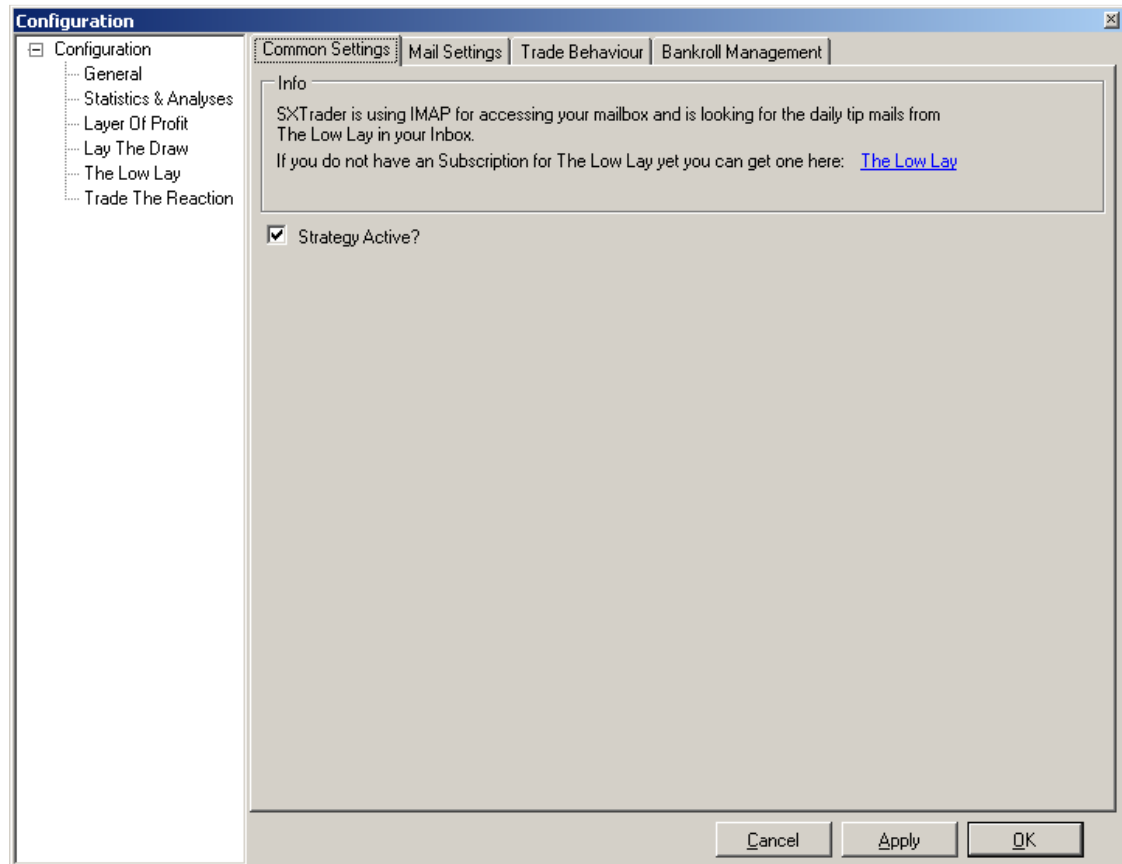 Configuration
Configuration
General
Statistics & Analyses
Layer Of Profit
Lay The Draw
The Low Lay
Trade The Reaction
Common Settings Mail Settings Trade Behaviour Bankroll Management
Info
SXTrader is using IMAP for accessing your mailbox and is looking for the daily tip mails from
The Low Lay in your Inbox.
If you do not have an Subscription for The Low Lay yet you can get one here: The Low Lay
Strategy Active?
Cancel Apply OK